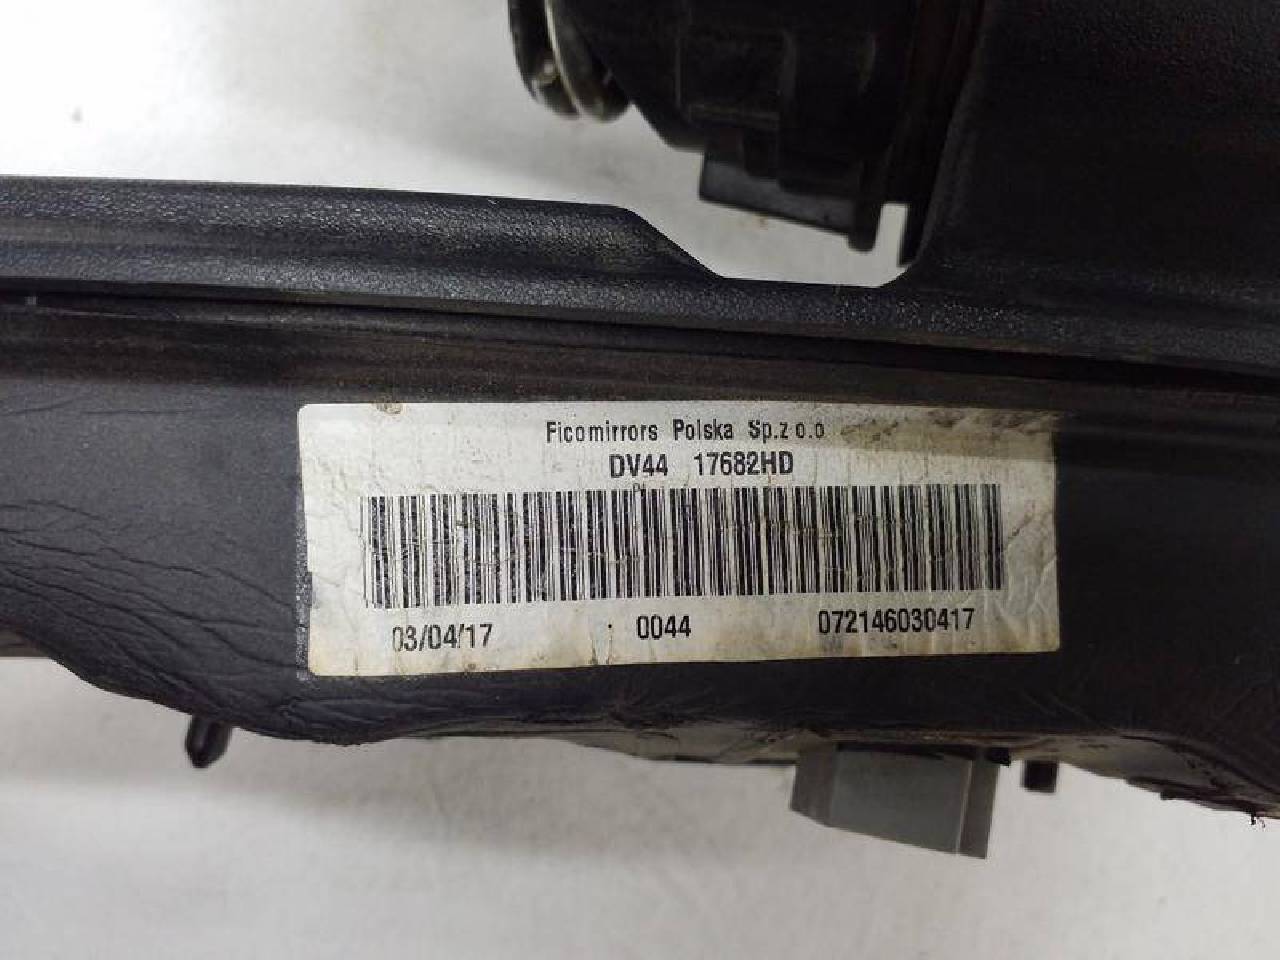 Ficomirrors Polska Sp.z o.o
DV44 17682HD
03/04/17 0044 072146030417